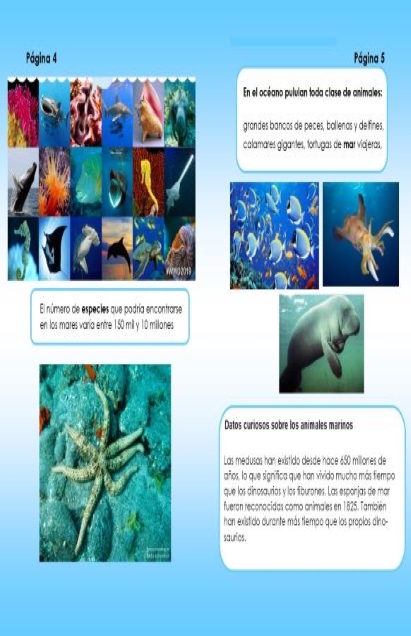 Página 4
El número de especies que podría encontrarse
en los mares varía entre 150 mil y 10 millones
Página 5
En el océano pululan toda clase de animales:
grandes bancos de peces, ballenas y delfines,
calamares gigantes, tortugas de mar viajeras,
Datos curiosos sobre los animales marinos
Las medusas han existido desde hace 650 millones de
años, lo que significa que han vivido mucho más tiempo
que los dinosaurios y los tiburones. Las esponjas de mar
fueron reconocidas como animales en 1825. También
han existido durante más tiempo que los propios dino-
saurios.